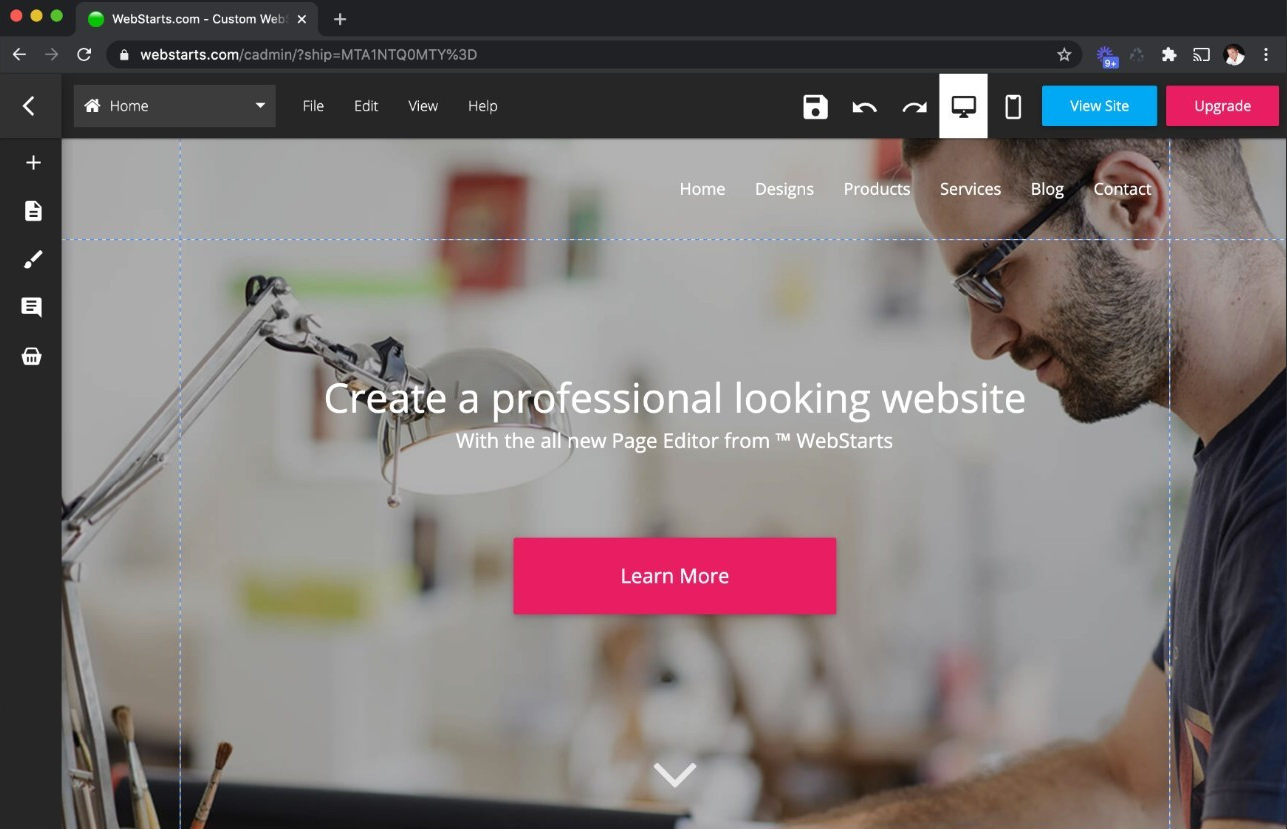 WebStarts.com - Custom Webs
webstarts.com/cadmin/?ship=MTA1NTQ0MTY%3D
9+
Home File Edit View Help View Site Upgrade
Home Designs Products Services Blog Contact
Create a professional looking website
With the all new Page Editor from ™ WebStarts
Learn More